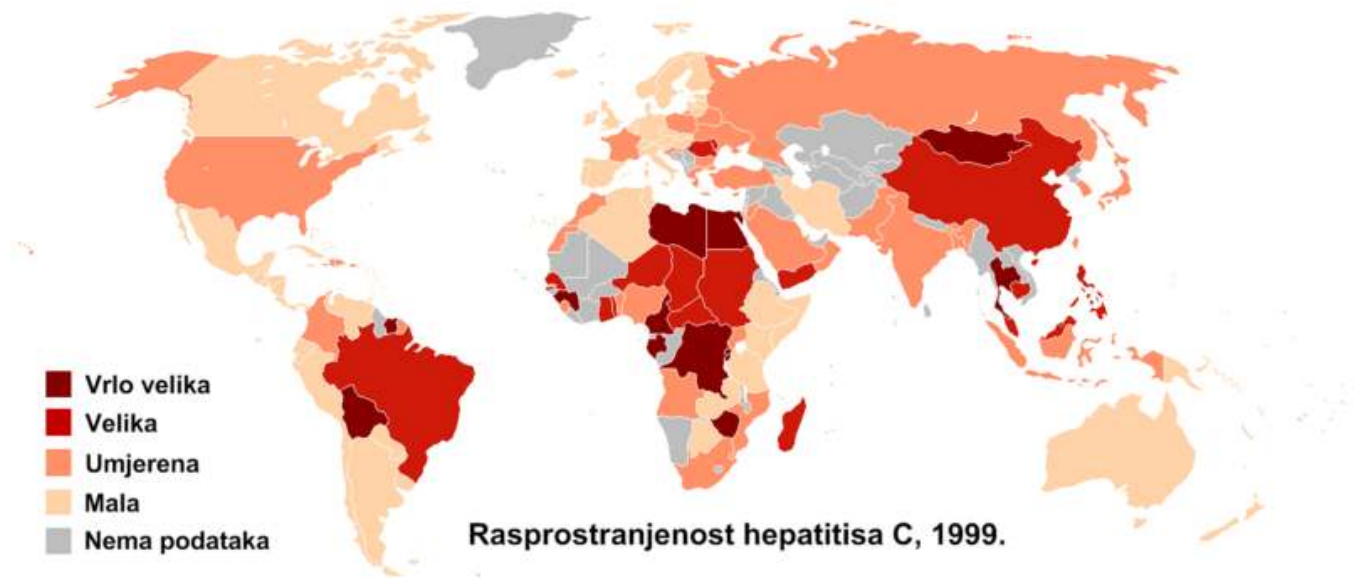 Vrlo velika
Velika
Umjerena
Mala
Nema podataka
Rasprostranjenost hepatitisa C, 1999.